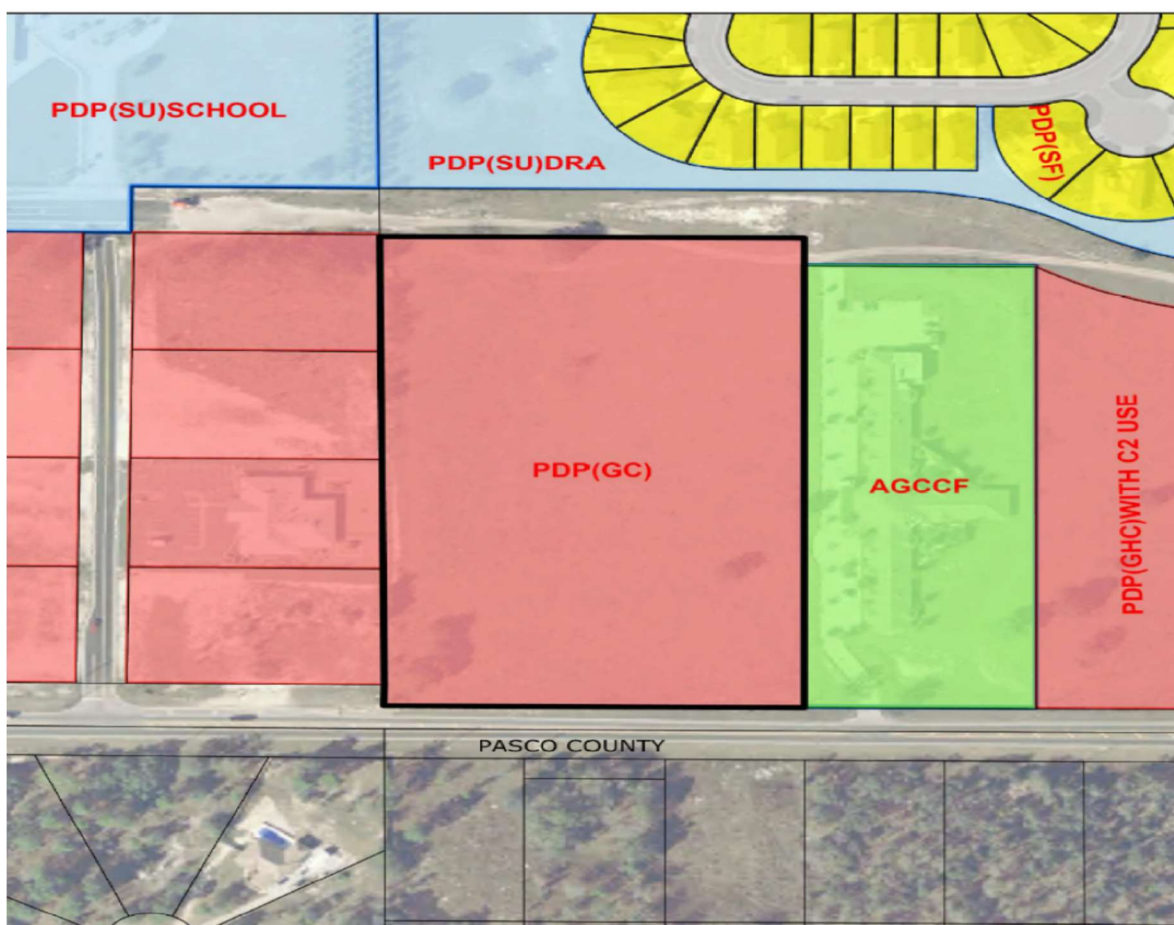 PDP(SU)SCHOOL
PDP(SU)DRA
PDP(SF)
PDP(GC)
AGCCF
PDP(GHC)WITH C2 USE
PASCO COUNTY